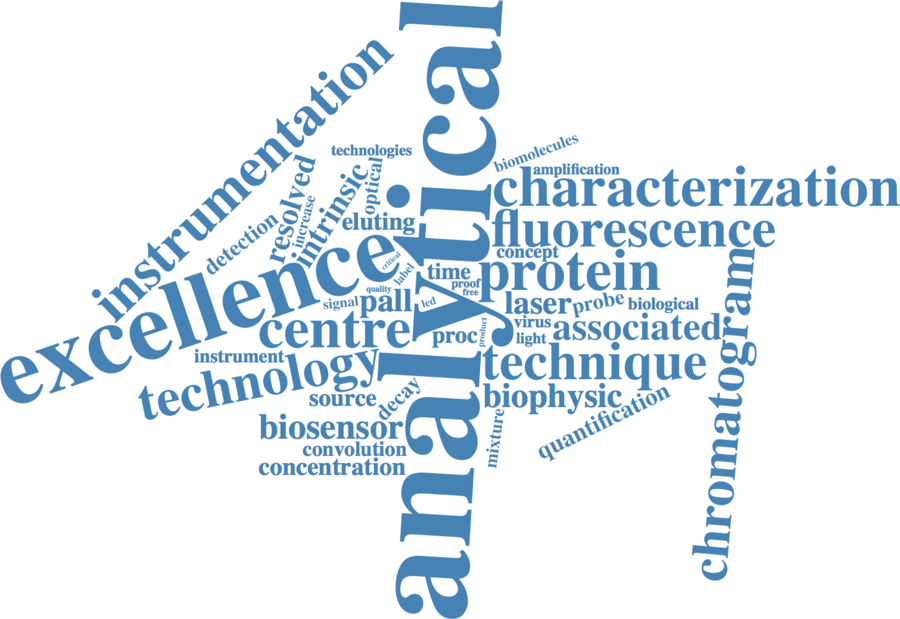 analytical
instrumentation
technologies
biomolecules
amplification
resolved
increase
intrinsic
optical
characterization
detection
eluting
fluorescence
excellence
critical
label
concept
time
protein
proof
free
quality
signal
pall
led
laser
probe
biological
centre
proc
product
virus
light
associated
chromatogram
instrument
technology
technique
source
decay
biophysic
quantification
biosensor
mixture
convolution
concentration